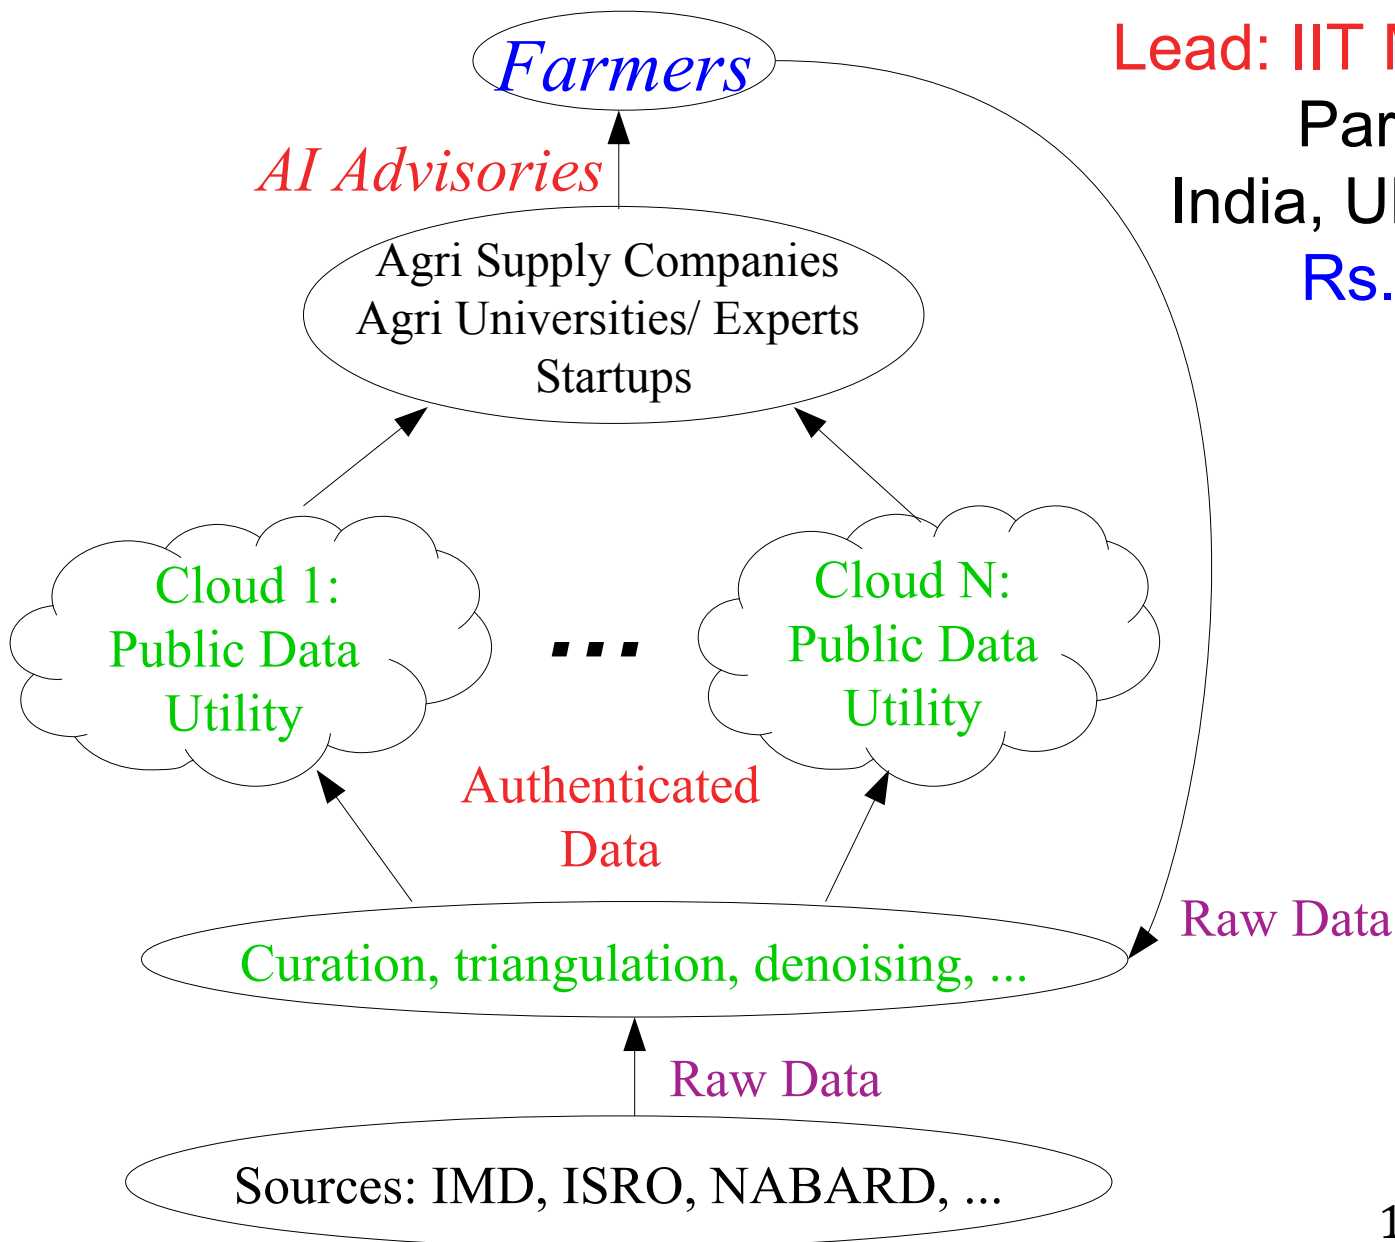 Farmers
Lead: IIT
AI Advisories
India,
Rs.
Agri Supply Companies
Agri Universities/ Experts
Startups
Cloud 1:
Public Data
Utility
...
Cloud N:
Public Data
Utility
Authenticated
Data
Raw Data
Curation, triangulation, denoising, ...
Raw Data
Sources: IMD, ISRO, NABARD, ...
1